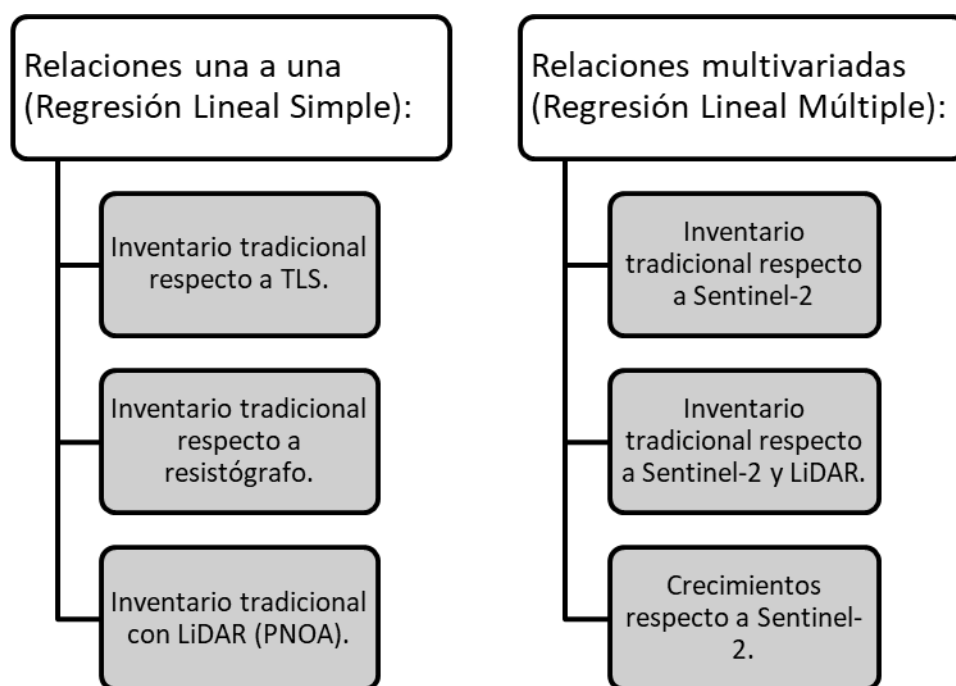 Relaciones una a una
(Regresión Lineal Simple):
Inventario tradicional
respecto a TLS.
Inventario tradicional
respecto a
resistógrafo.
Inventario tradicional
con LiDAR (PNOA).
Relaciones multivariadas
(Regresión Lineal Múltiple):
Inventario
tradicional respecto
a Sentinel-2
Inventario
tradicional respecto
a Sentinel-2 y LiDAR.
Crecimientos
respecto a Sentinel-
2.